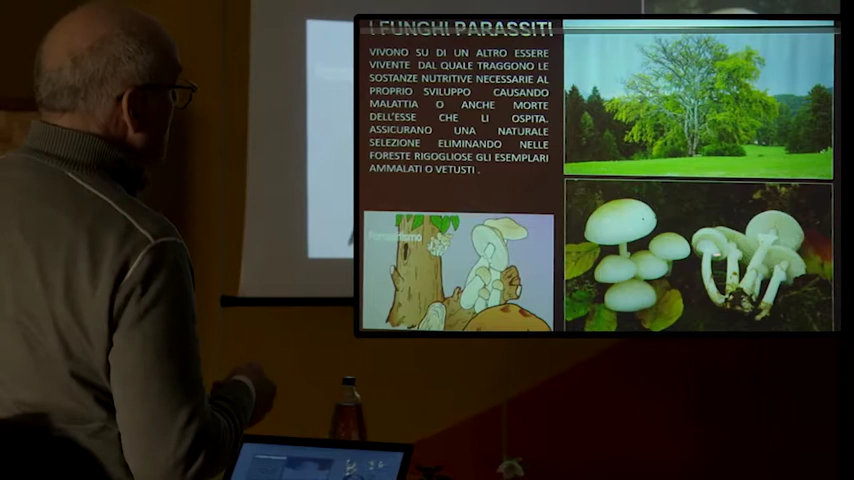 I FUNGHI PARASSITI
VIVONO SU DI UN ALTRO ESSERE
VIVENTE DAL QUALE TRAGGONO LE
SOSTANZE NUTRITIVE NECESSARIE AL
PROPRIO SVILUPPO CAUSANDO
MALATTIA O ANCHE MORTE
DELL'ESSE CHE LI OSPITA.
ASSICURANO UNA NATURALE
SELEZIONE ELIMINANDO NELLE
FORESTE RIGOGLIOSE GLI ESEMPLARI
AMMALATI O VETUSTI .